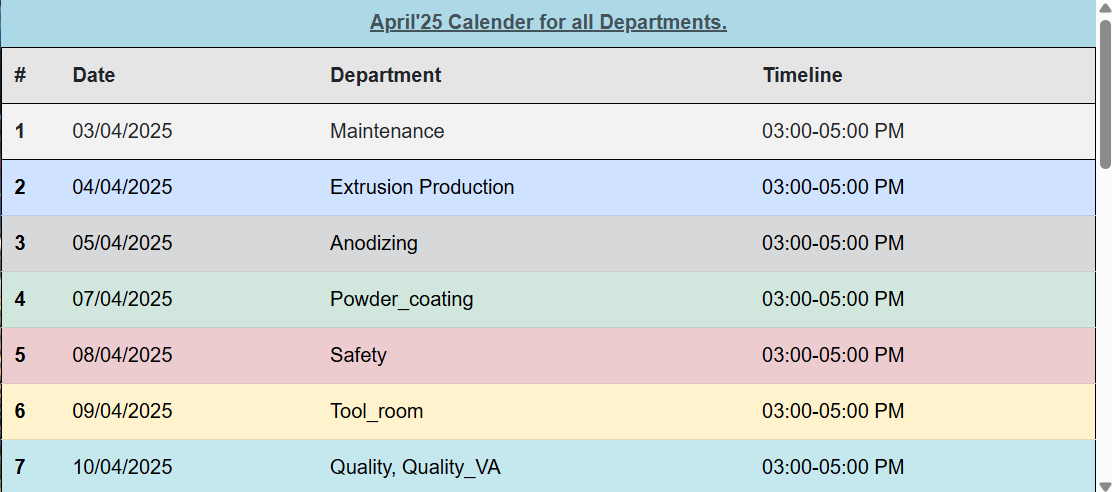 April'25 Calender for all Departments.
# Date Department Timeline
1 03/04/2025 Maintenance 03:00-05:00 PM
2 04/04/2025 Extrusion Production 03:00-05:00 PM
3 05/04/2025 Anodizing 03:00-05:00 PM
4 07/04/2025 Powder_coating 03:00-05:00 PM
5 08/04/2025 Safety 03:00-05:00 PM
6 09/04/2025 Tool_room 03:00-05:00 PM
7 10/04/2025 Quality, Quality_VA 03:00-05:00 PM